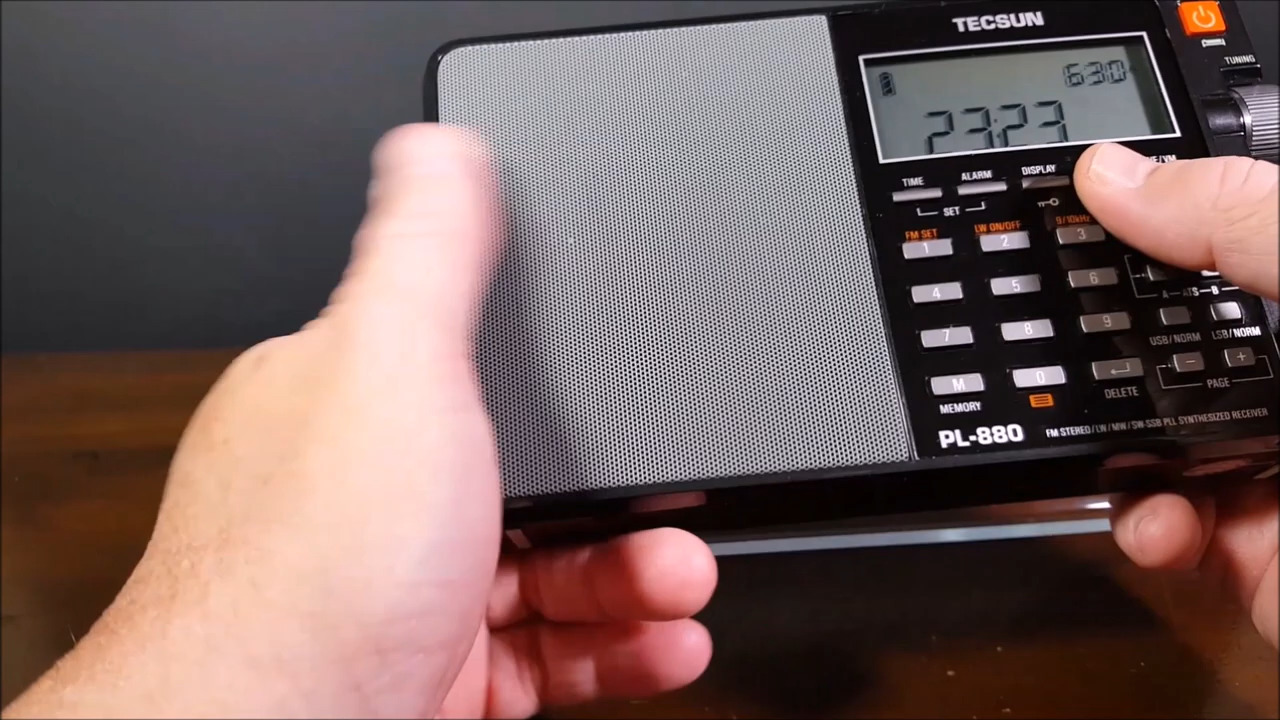 TECSUN
TUNING
630
23:23
TIME
ALARM
DISPLAY
SET
FM SET
LW ON/OFF
9/10kHz
1
2
3
4
5
6
A
ATS
B
7
8
9
USB/NORM
LSB/NORM
M
0
DELETE
-
+
PAGE
MEMORY
PL-880
FM STEREO/LW/MW/SW-SSB PLL SYNTHESIZED RECEIVER